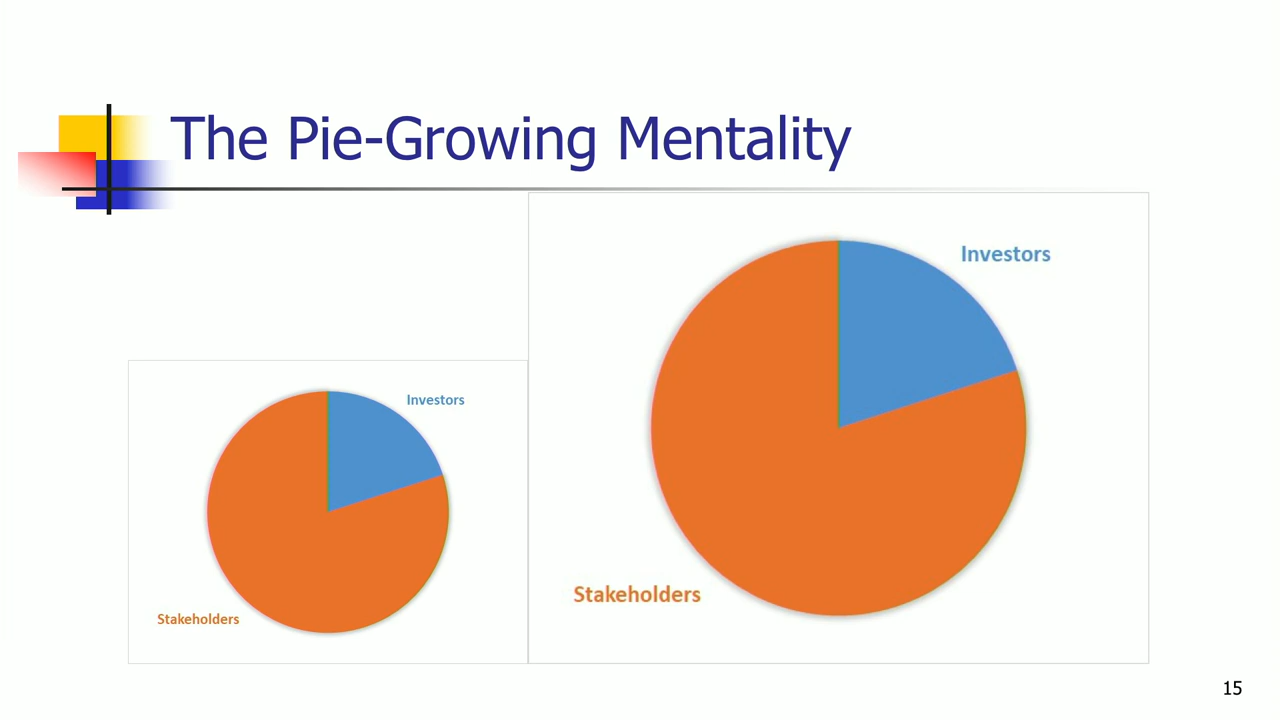 The Pie-Growing Mentality
Investors
Stakeholders
Investors
Stakeholders
15